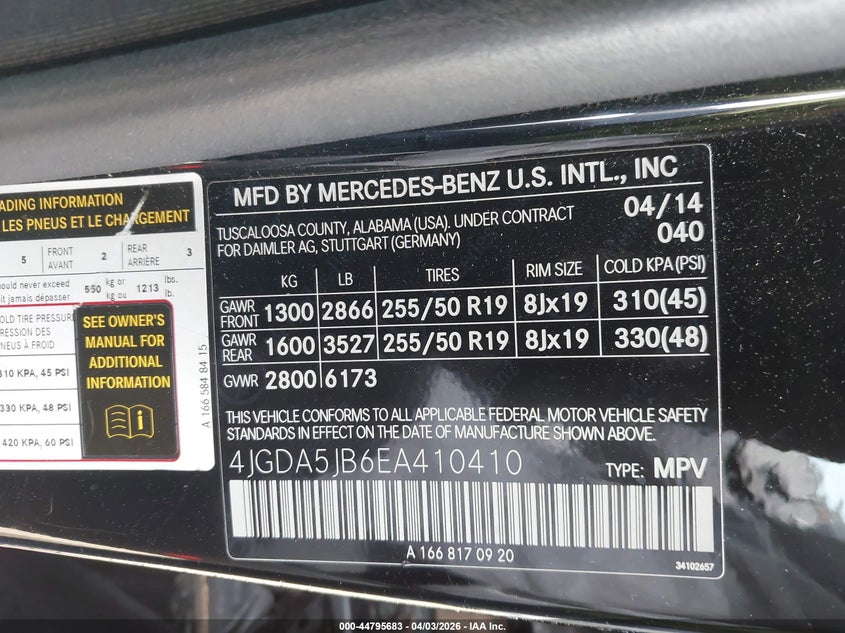 ADING INFORMATION
LES PNEUS ET LE CHARGEMENT
5 FRONT AVANT 2 REAR ARRIÈRE 3
ould never exceed 550 kg or kg ou 1213 lbs. lb.
it jamais dépasser
OLD TIRE PRESSURE
RESSION DES
NEUS À FROID
310 KPA, 45 PSI
330 KPA, 48 PSI
420 KPA, 60 PSI
SEE OWNER'S
MANUAL FOR
ADDITIONAL
INFORMATION
A 166 584 84 15
MFD BY MERCEDES-BENZ U.S. INTL., INC
TUSCALOOSA COUNTY, ALABAMA (USA). UNDER CONTRACT
FOR DAIMLER AG, STUTTGART (GERMANY)
04/14
040
KG LB TIRES RIM SIZE COLD KPA(PSI)
GAWR FRONT 1300 2866 255/50 R19 8Jx19 310(45)
GAWR REAR 1600 3527 255/50 R19 8Jx19 330(48)
GVWR 2800 6173
THIS VEHICLE CONFORMS TO ALL APPLICABLE FEDERAL MOTOR VEHICLE SAFETY
STANDARDS IN EFFECT ON THE DATE OF MANUFACTURE SHOWN ABOVE.
4JGDA5JB6EA410410 TYPE: MPV
A 166 817 09 20
34102657
000-44795683 - 04/03/2026 - IAA Inc.